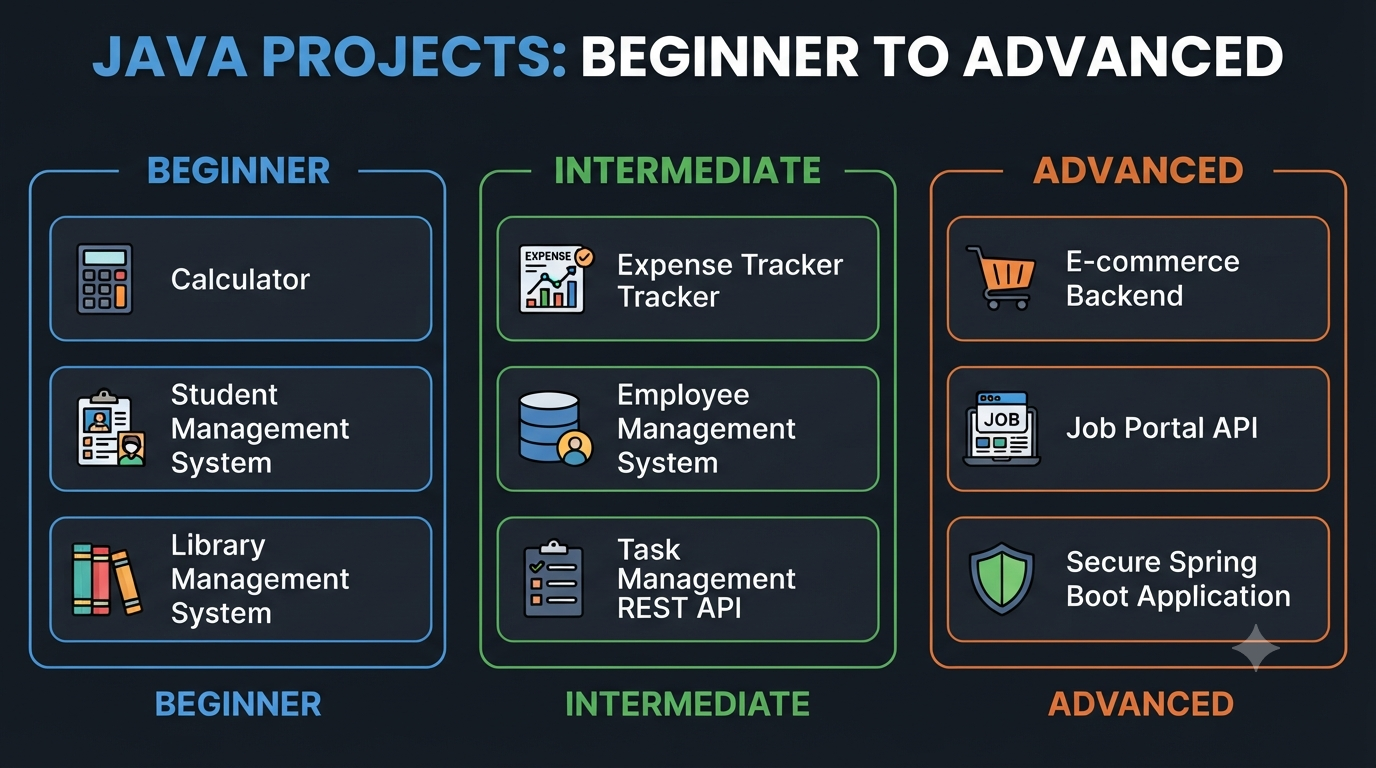 JAVA PROJECTS: BEGINNER TO ADVANCED
BEGINNER
Calculator
Student
Management
System
Library
Management
System
BEGINNER
INTERMEDIATE
EXPENSE
Expense Tracker
Tracker
Employee
Management
System
Task
Management
REST API
INTERMEDIATE
ADVANCED
E-commerce
Backend
JOB
Job Portal API
Secure Spring
Boot Application
ADVANCED